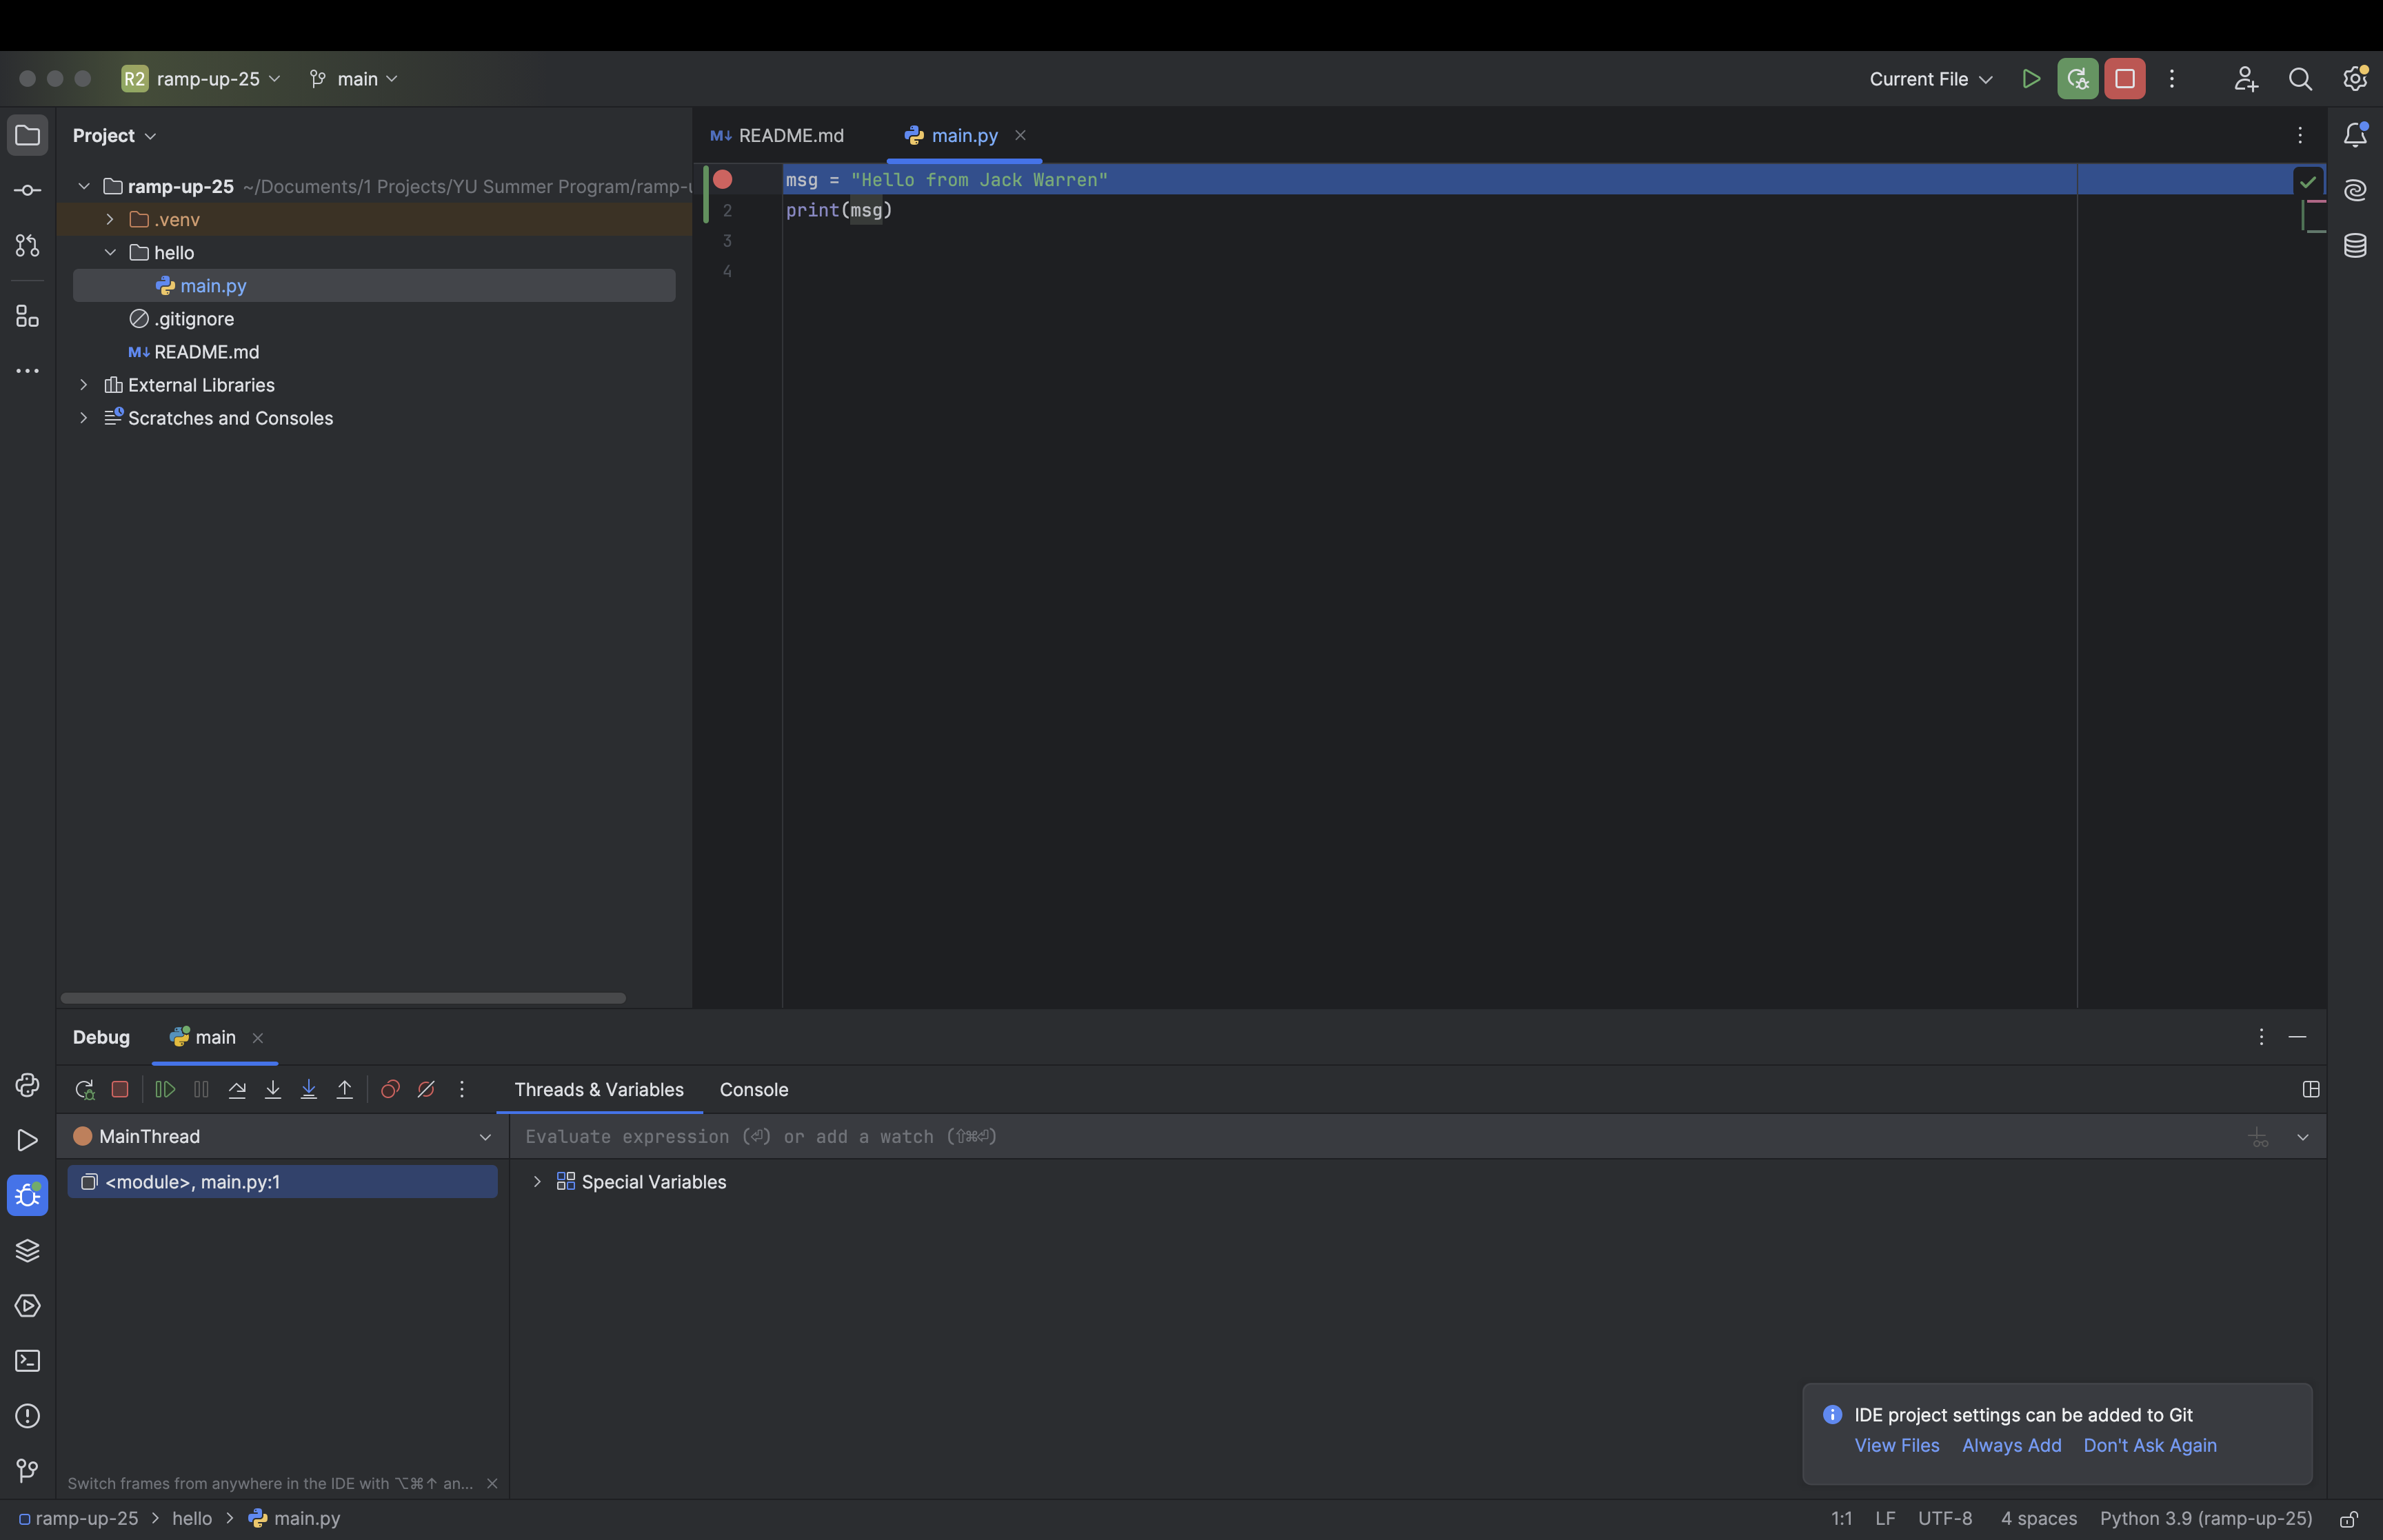 R2 ramp-up-25 main Current File
Project
ramp-up-25 ~/Documents/1 Projects/YU Summer Program/ramp-u
.venv
hello
main.py
.gitignore
M↓ README.md
External Libraries
Scratches and Consoles
M↓ README.md main.py
msg = "Hello from Jack Warren"
2 print(msg)
3
4
Debug main
Threads & Variables Console
MainThread
Evaluate expression (⏎) or add a watch (⇧⌘⏎)
<module>, main.py:1
Special Variables
Switch frames from anywhere in the IDE with ⌥⌘↑ an...
IDE project settings can be added to Git
View Files Always Add Don't Ask Again
ramp-up-25 > hello > main.py
1:1 LF UTF-8 4 spaces Python 3.9 (ramp-up-25)